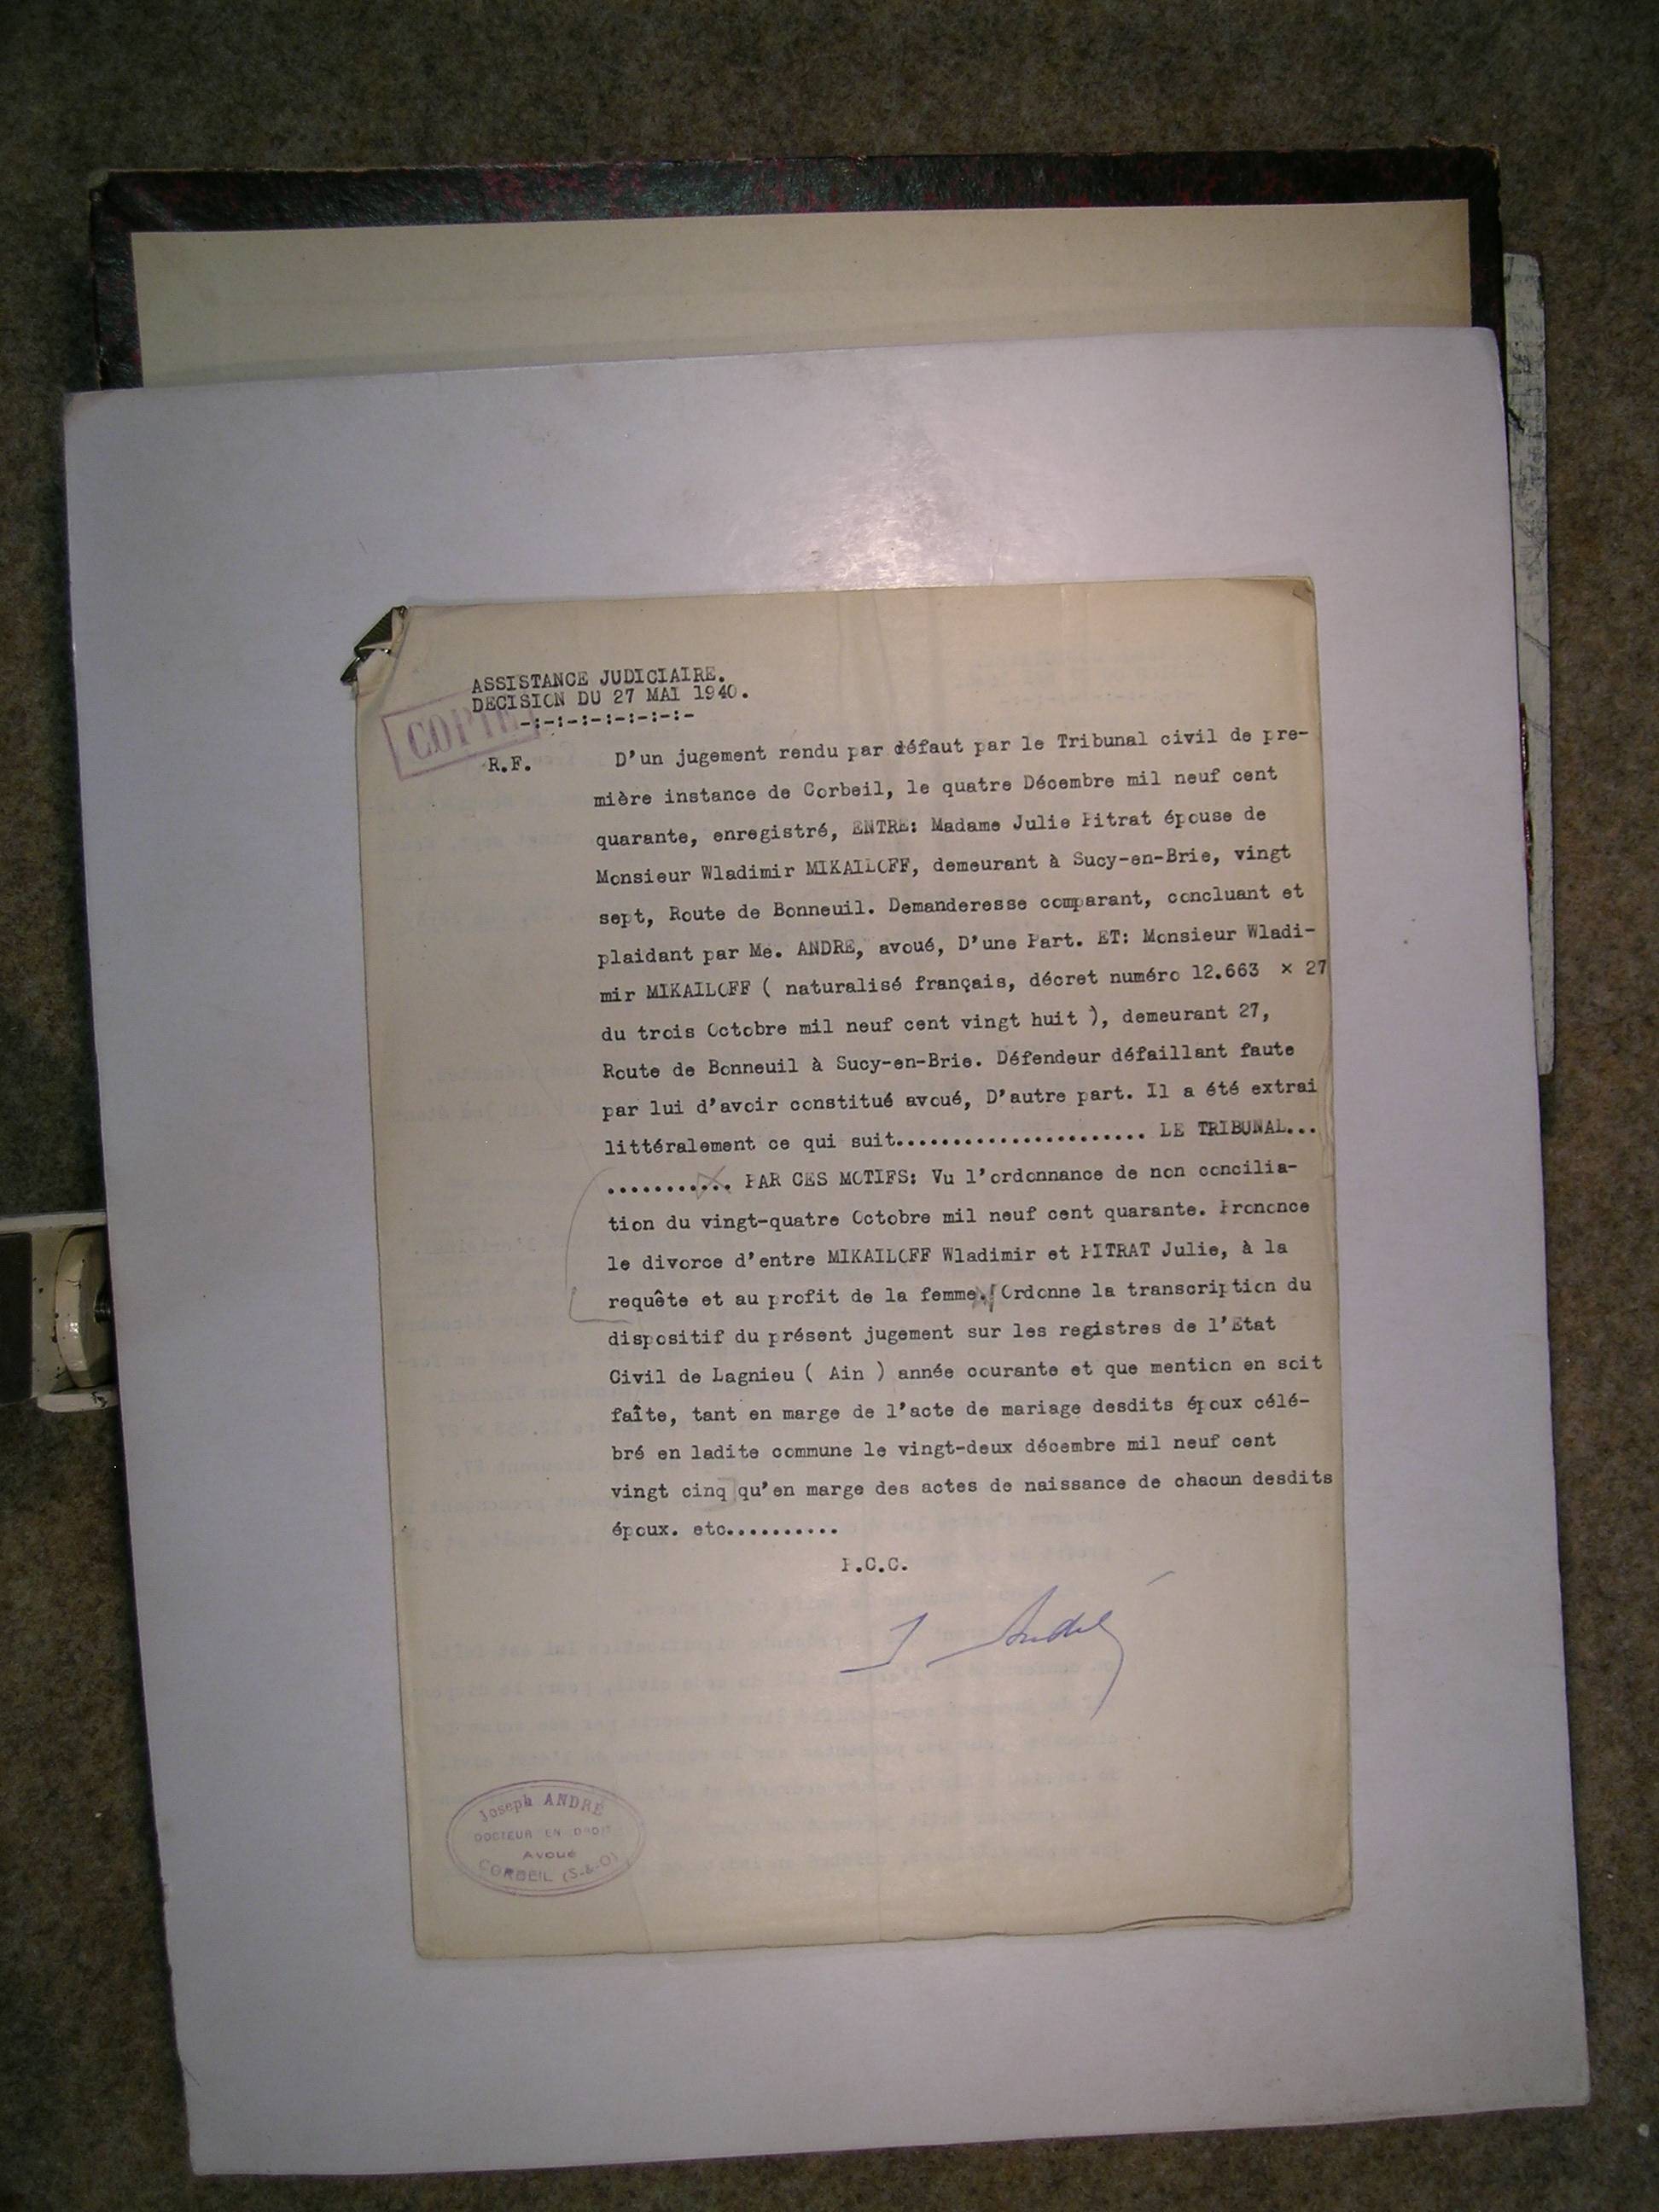 ASSISTANCE JUDICIAIRE.
DECISION DU 27 MAI 1940.
-:-:-:-:-:-:-:-
COPIE
R.F.
D'un jugement rendu par défaut par le Tribunal civil de pre-
mière instance de Corbeil, le quatre Décembre mil neuf cent
quarante, enregistré, ENTRE: Madame Julie Pitrat épouse de
Monsieur Wladimir MIKAILOFF, demeurant à Sucy-en-Brie, vingt
sept, Route de Bonneuil. Demanderesse comparant, concluant et
plaidant par Me. ANDRE, avoué, D'une Part. ET: Monsieur Wladi-
mir MIKAILOFF ( naturalisé français, décret numéro 12.663 × 27
du trois Octobre mil neuf cent vingt huit ), demeurant 27,
Route de Bonneuil à Sucy-en-Brie. Défendeur défaillant faute
par lui d'avoir constitué avoué, D'autre part. Il a été extrai
littéralement ce qui suit...................... LE TRIBUNAL...
........... PAR CES MOTIFS: Vu l'ordonnance de non concilia-
tion du vingt-quatre Octobre mil neuf cent quarante. Prononce
le divorce d'entre MIKAILOFF Wladimir et PITRAT Julie, à la
requête et au profit de la femme. Ordonne la transcription du
dispositif du présent jugement sur les registres de l'Etat
Civil de Lagnieu ( Ain ) année courante et que mention en soit
faîte, tant en marge de l'acte de mariage desdits époux célé-
bré en ladite commune le vingt-deux décembre mil neuf cent
vingt cinq qu'en marge des actes de naissance de chacun desdits
époux. etc..........
P.C.C.
J André
Joseph ANDRÉ
DOCTEUR EN DROIT
Avoué
CORBEIL (S-&-O)